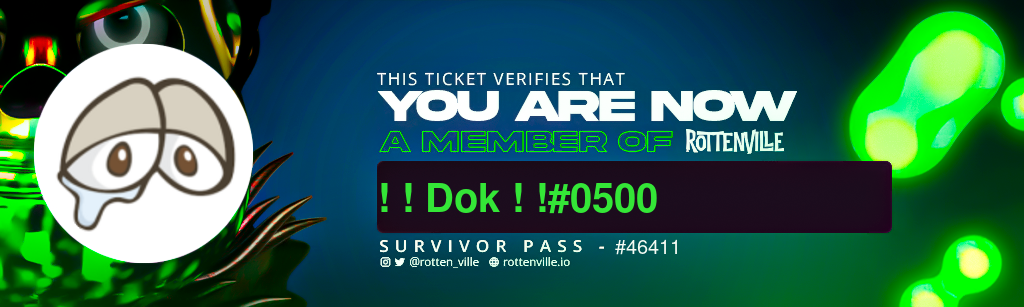 THIS TICKET VERIFIES THAT
YOU ARE NOW
A MEMBER OF ROTTENVILLE
! ! Dok ! !#0500
SURVIVOR PASS - #46411
@rotten_ville rottenville.io